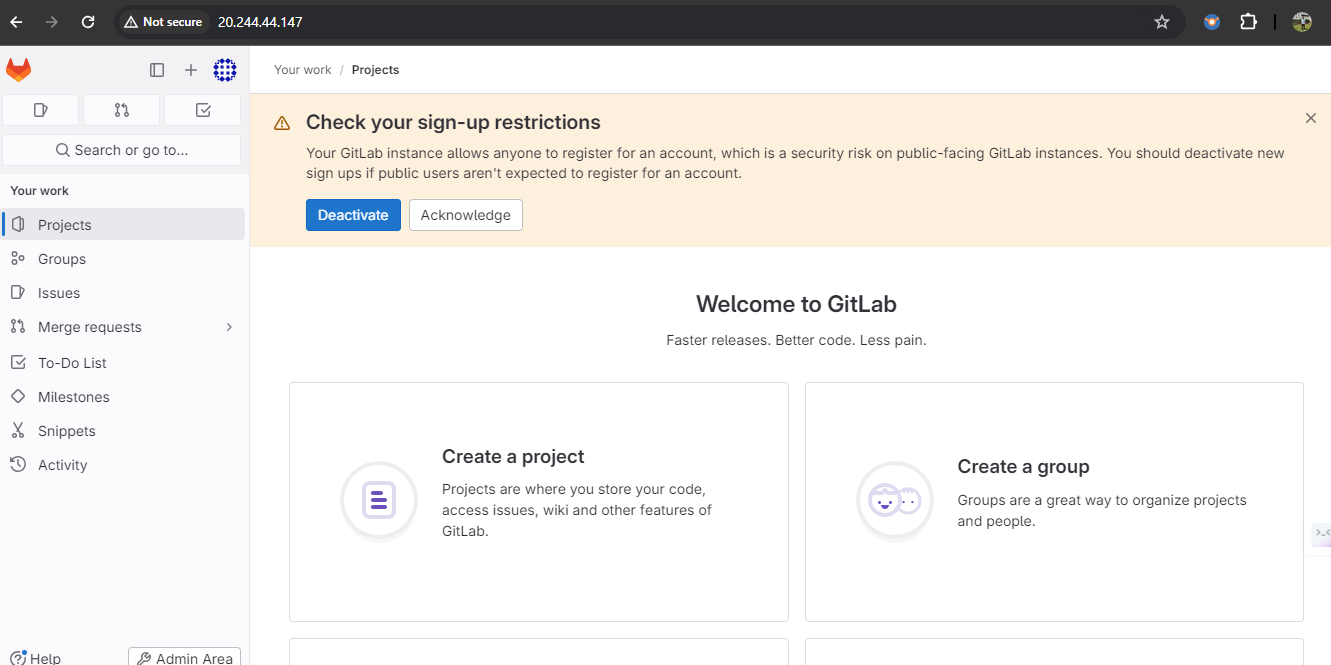 Not secure 20.244.44.147
Your work / Projects
Check your sign-up restrictions
Your GitLab instance allows anyone to register for an account, which is a security risk on public-facing GitLab instances. You should deactivate new
sign ups if public users aren't expected to register for an account.
Deactivate Acknowledge
Search or go to...
Your work
Projects
Groups
Issues
Merge requests
To-Do List
Milestones
Snippets
Activity
Help Admin Area
Welcome to GitLab
Faster releases. Better code. Less pain.
Create a project
Projects are where you store your code,
access issues, wiki and other features of
GitLab.
Create a group
Groups are a great way to organize projects
and people.